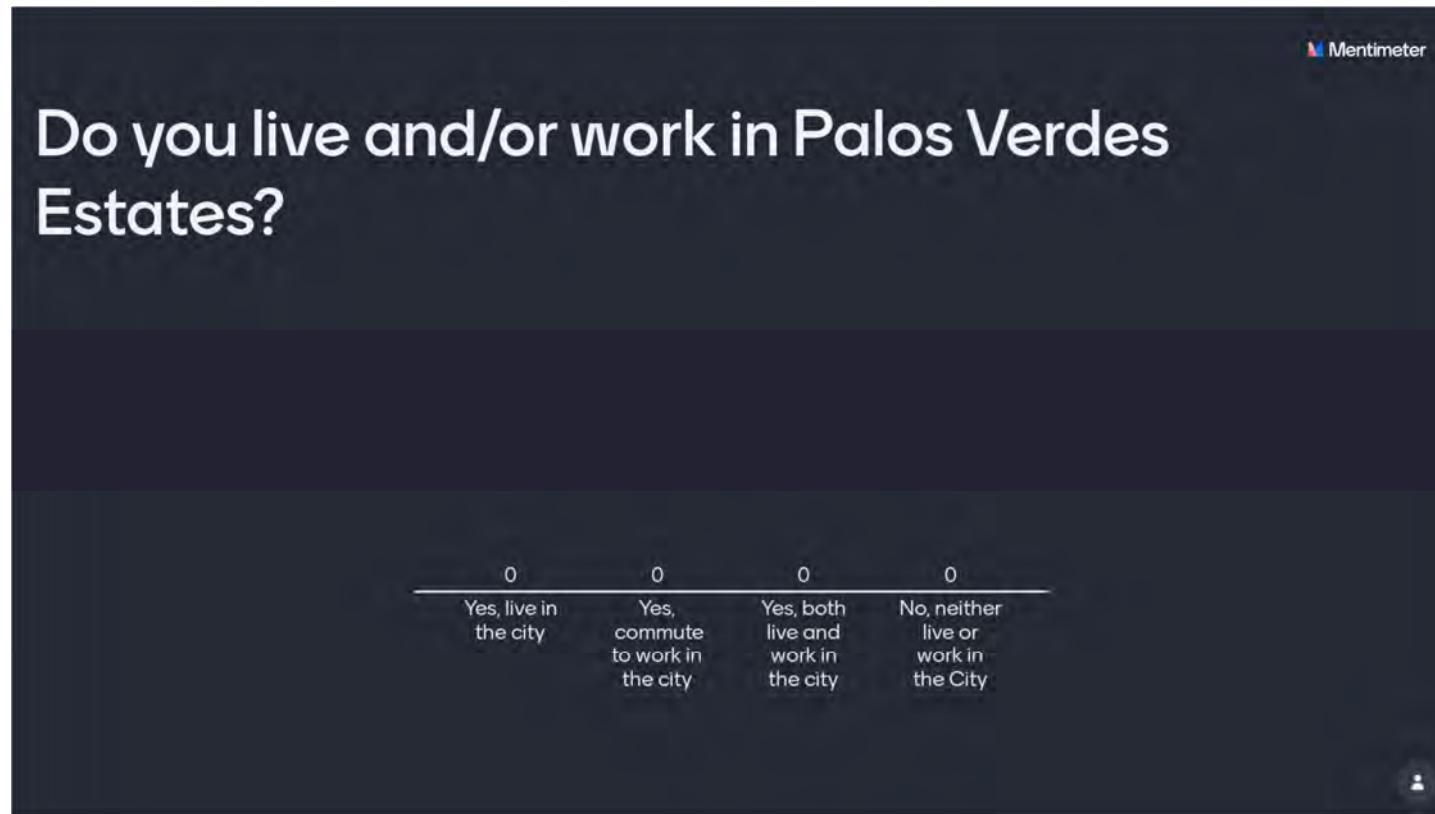 Mentimeter
Do you live and/or work in Palos Verdes
Estates?
0 0 0 0
Yes, live in
the city
Yes,
commute
to work in
the city
Yes, both
live and
work in
the city
No, neither
live or
work in
the City